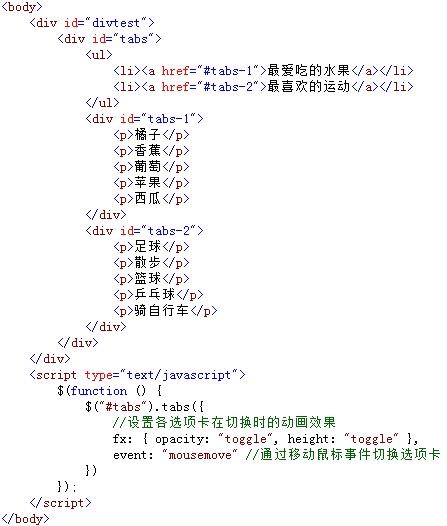 <body>
    <div id="divtest">
        <div id="tabs">
            <ul>
                <li><a href="#tabs-1">最爱吃的水果</a></li>
                <li><a href="#tabs-2">最喜欢的运动</a></li>
            </ul>
            <div id="tabs-1">
                <p>橘子</p>
                <p>香蕉</p>
                <p>葡萄</p>
                <p>苹果</p>
                <p>西瓜</p>
            </div>
            <div id="tabs-2">
                <p>足球</p>
                <p>散步</p>
                <p>篮球</p>
                <p>乒乓球</p>
                <p>骑自行车</p>
            </div>
        </div>
    </div>
    <script type="text/javascript">
        $(function () {
            $("#tabs").tabs({
                //设置各选项卡在切换时的动画效果
                fx: { opacity: "toggle", height: "toggle" },
                event: "mousemove" //通过移动鼠标事件切换选项卡
            })
        });
    </script>
</body>